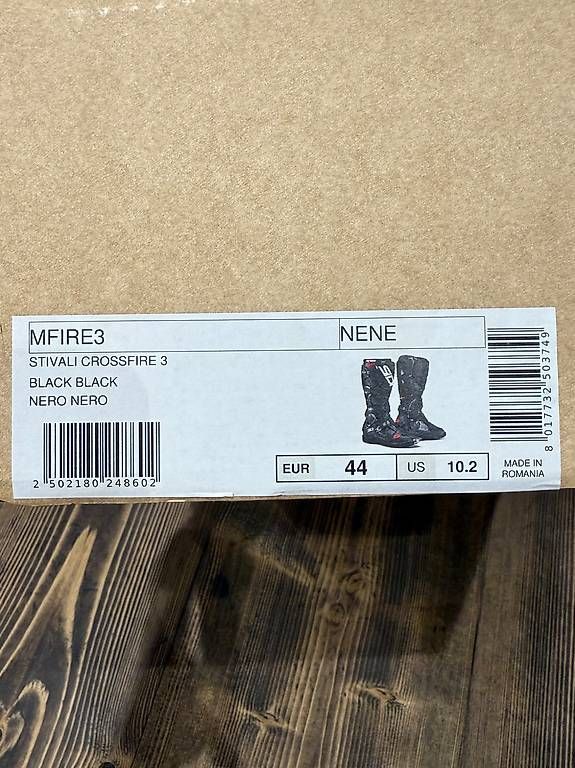 MFIRE3
NENE
STIVALI CROSSFIRE 3
BLACK BLACK
NERO NERO
2 502180 248602
EUR 44 US 10.2
8 017732 503749
MADE IN
ROMANIA